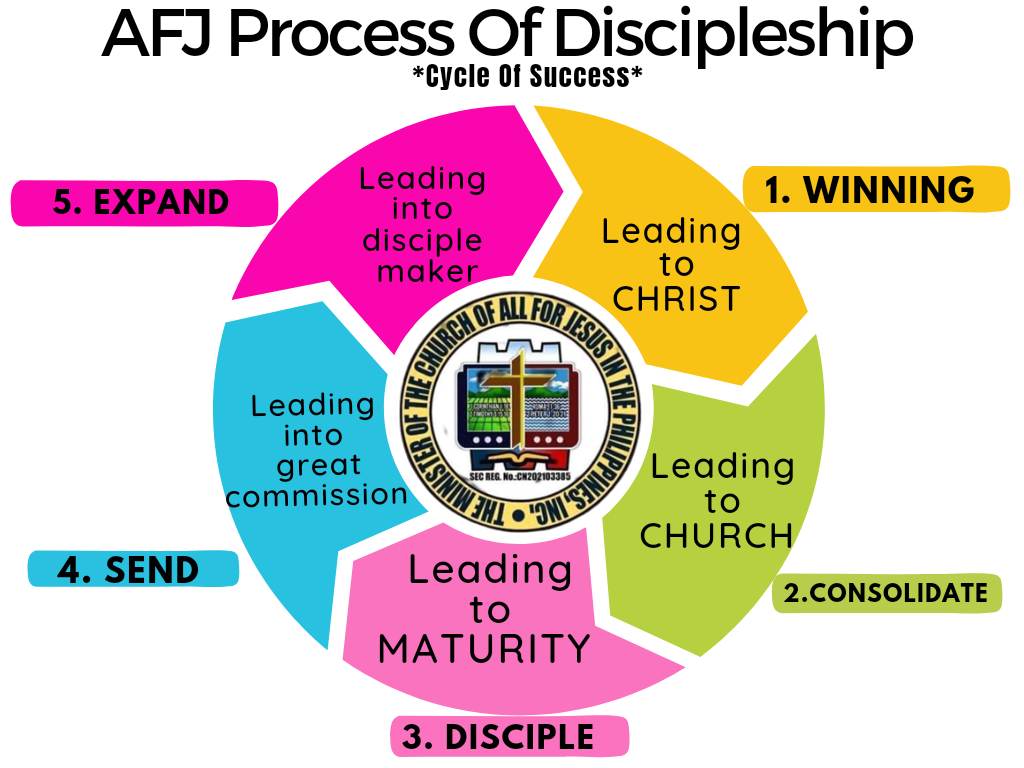 AFJ Process Of Discipleship
*Cycle Of Success*
1. WINNING
Leading
to
CHRIST
2.CONSOLIDATE
Leading
to
CHURCH
3. DISCIPLE
Leading
to
MATURITY
4. SEND
Leading
into
great
commission
5. EXPAND
Leading
into
disciple
maker
THE MINISTER OF THE CHURCH OF ALL FOR JESUS IN THE PHILIPPINES, INC.
SEC REG. No.:CN202103385